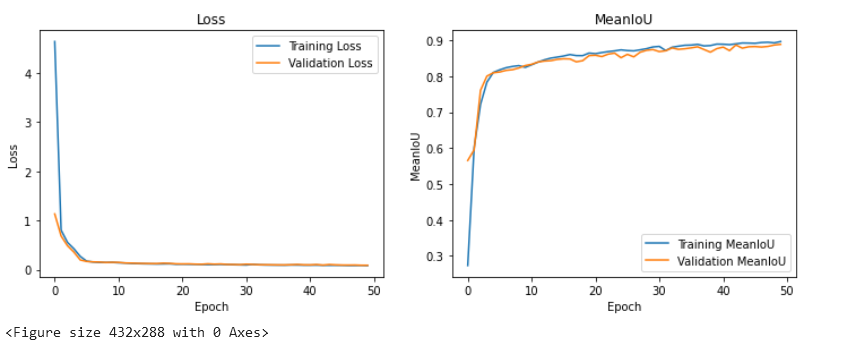 Loss
Training Loss
Validation Loss
4
3
2
1
0
Loss
0 10 20 30 40 50
Epoch
MeanIoU
0.9
0.8
0.7
0.6
0.5
0.4
0.3
MeanIoU
Training MeanIoU
Validation MeanIoU
0 10 20 30 40 50
Epoch
<Figure size 432x288 with 0 Axes>